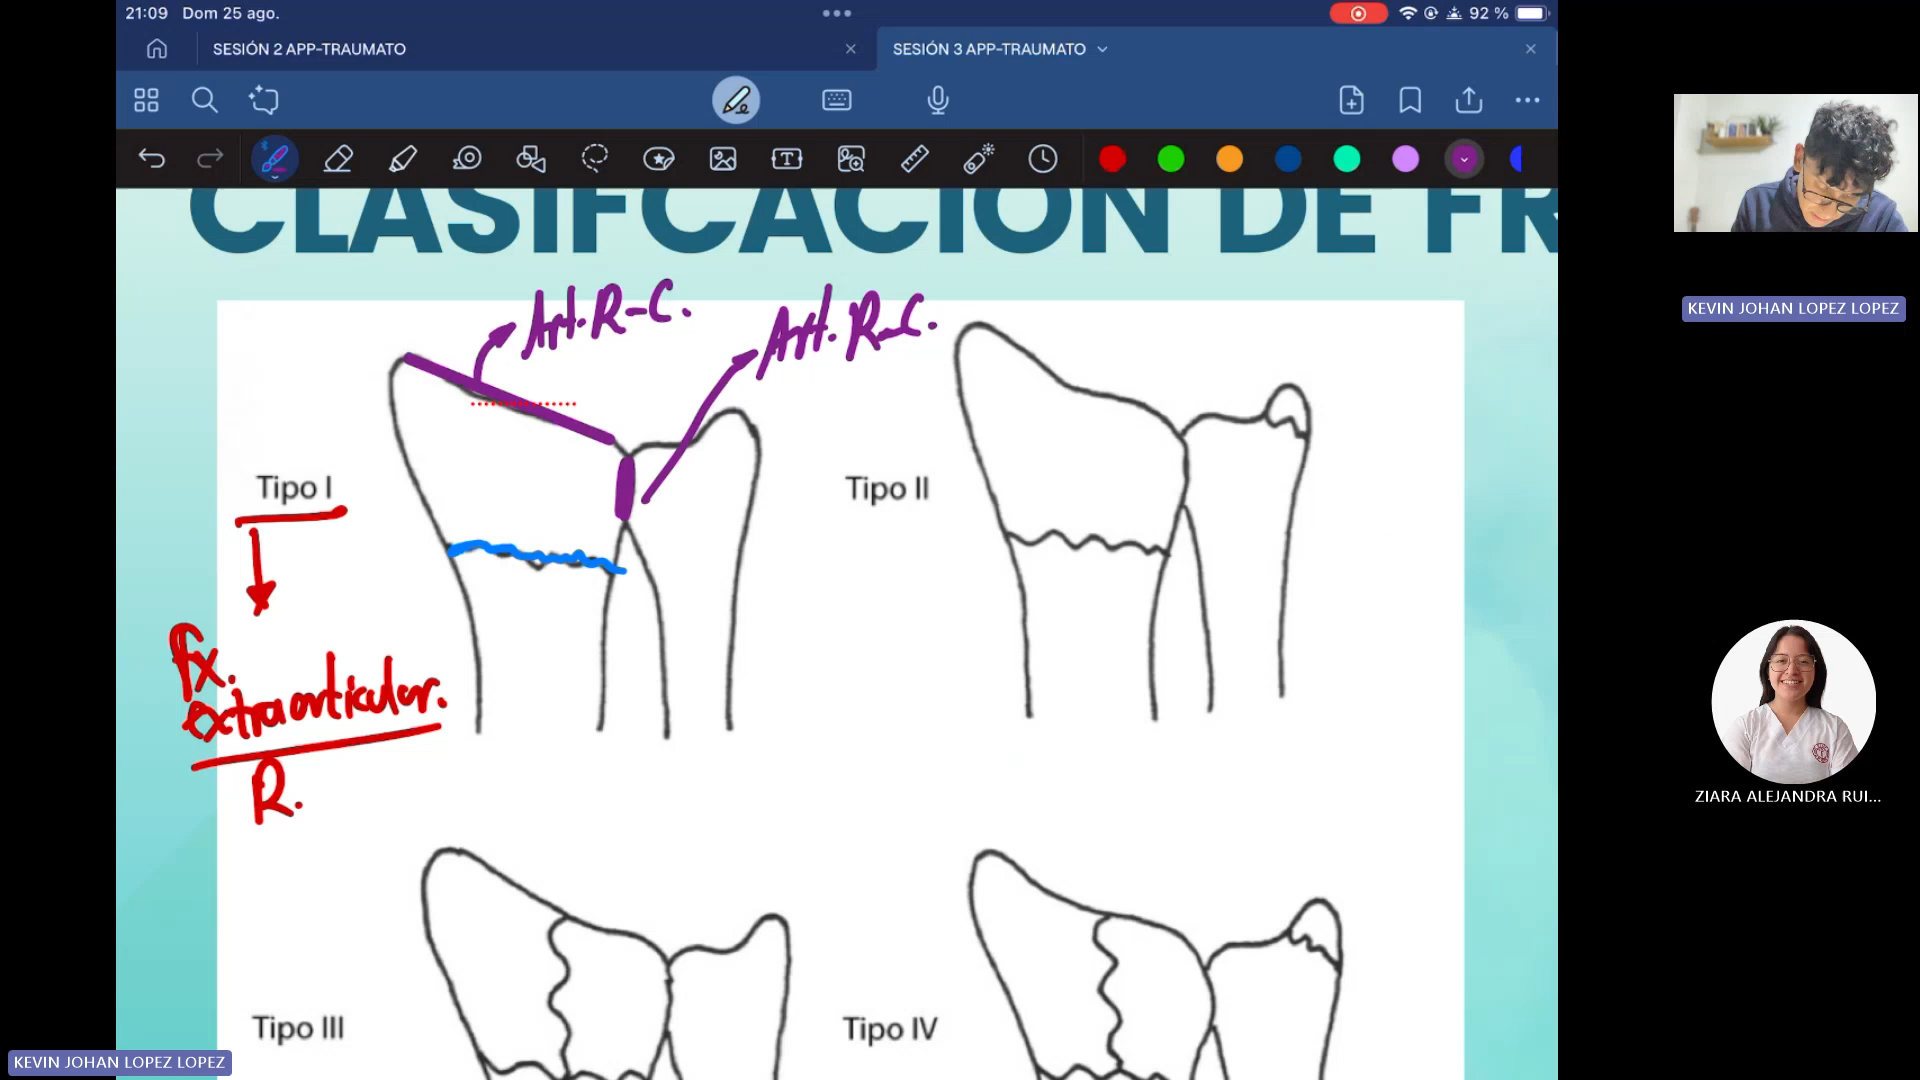 21:09 Dom 25 ago.
92 %
SESIÓN 2 APP-TRAUMATO
SESIÓN 3 APP-TRAUMATO
CLASIFCACION DE FR
Art. R-C.
Art. R-C.
Tipo I
Tipo II
fx.
extraarticular.
R.
Tipo III
Tipo IV
KEVIN JOHAN LOPEZ LOPEZ
KEVIN JOHAN LOPEZ LOPEZ
ZIARA ALEJANDRA RUI...